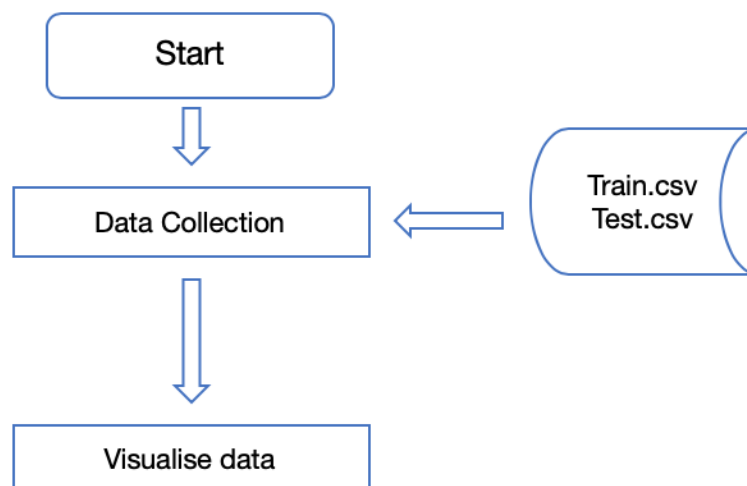 Start
Train.csv
Test.csv
Data Collection
Visualise data